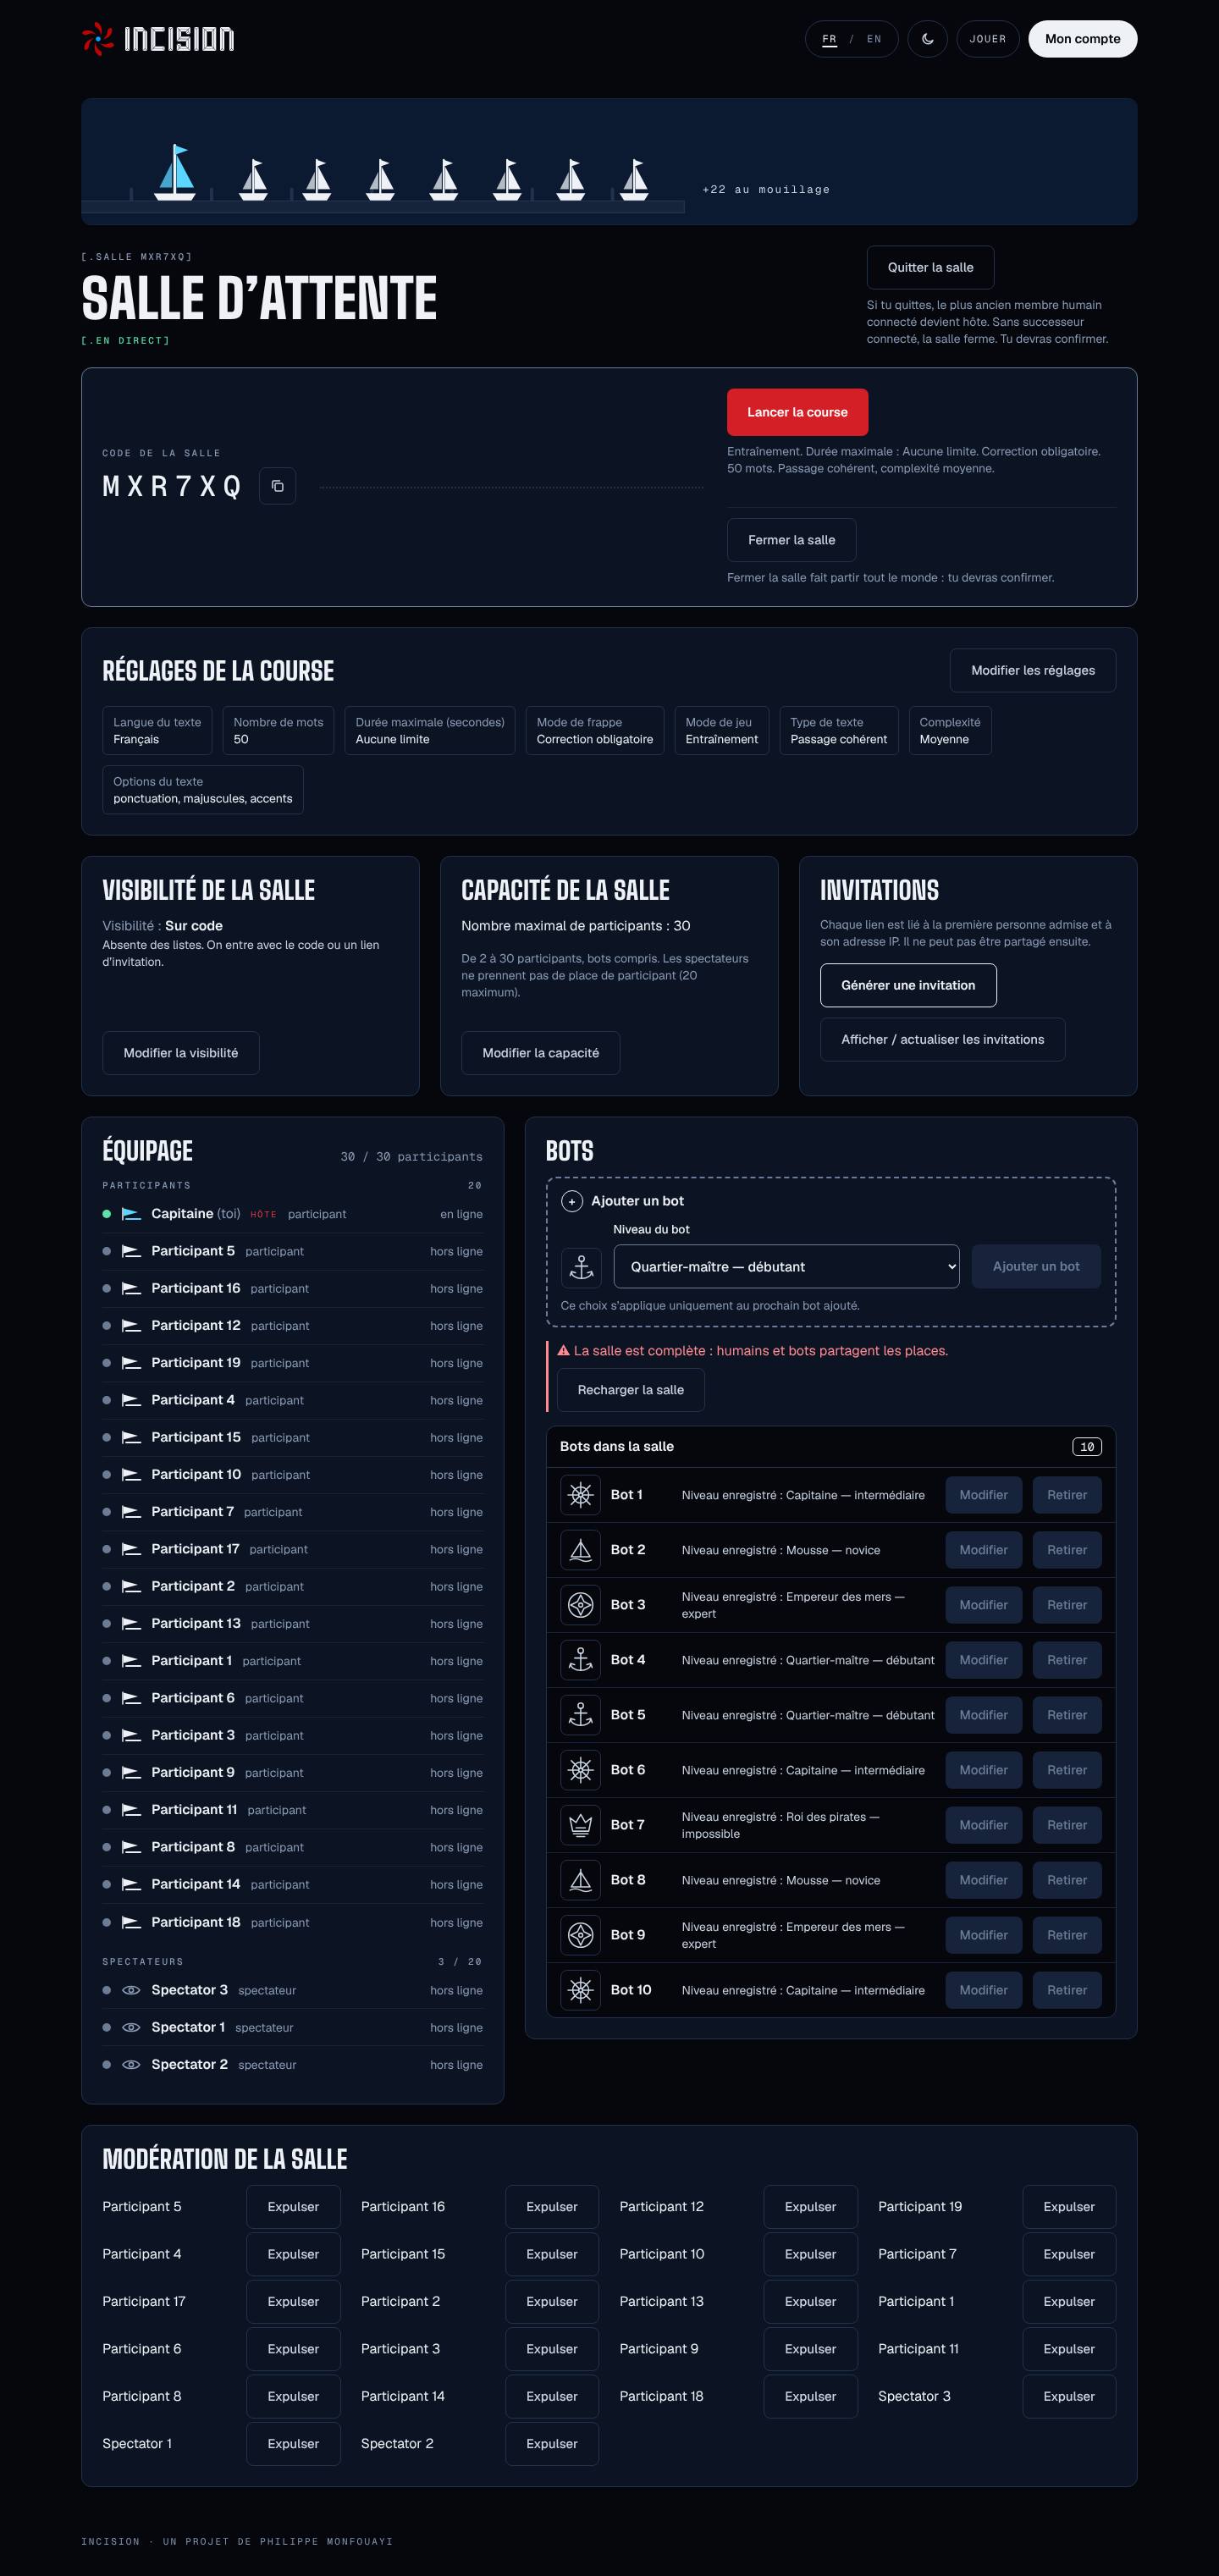 INCISION
FR / EN
JOUER
Mon compte
+22 au mouillage
[.SALLE MXR7XQ]
SALLE D’ATTENTE
[.EN DIRECT]
Quitter la salle
Si tu quittes, le plus ancien membre humain
connecté devient hôte. Sans successeur
connecté, la salle ferme. Tu devras confirmer.
CODE DE LA SALLE
MXR7XQ
Lancer la course
Entraînement. Durée maximale : Aucune limite. Correction obligatoire.
50 mots. Passage cohérent, complexité moyenne.
Fermer la salle
Fermer la salle fait partir tout le monde : tu devras confirmer.
RÉGLAGES DE LA COURSE
Modifier les réglages
Langue du texte
Français
Nombre de mots
50
Durée maximale (secondes)
Aucune limite
Mode de frappe
Correction obligatoire
Mode de jeu
Entraînement
Type de texte
Passage cohérent
Complexité
Moyenne
Options du texte
ponctuation, majuscules, accents
VISIBILITÉ DE LA SALLE
Visibilité : Sur code
Absente des listes. On entre avec le code ou un lien
d’invitation.
Modifier la visibilité
CAPACITÉ DE LA SALLE
Nombre maximal de participants : 30
De 2 à 30 participants, bots compris. Les spectateurs
ne prennent pas de place de participant (20
maximum).
Modifier la capacité
INVITATIONS
Chaque lien est lié à la première personne admise et à
son adresse IP. Il ne peut pas être partagé ensuite.
Générer une invitation
Afficher / actualiser les invitations
ÉQUIPAGE
30 / 30 participants
PARTICIPANTS 20
Capitaine (toi) HÔTE participant en ligne
Participant 5 participant hors ligne
Participant 16 participant hors ligne
Participant 12 participant hors ligne
Participant 19 participant hors ligne
Participant 4 participant hors ligne
Participant 15 participant hors ligne
Participant 10 participant hors ligne
Participant 7 participant hors ligne
Participant 17 participant hors ligne
Participant 2 participant hors ligne
Participant 13 participant hors ligne
Participant 1 participant hors ligne
Participant 6 participant hors ligne
Participant 3 participant hors ligne
Participant 9 participant hors ligne
Participant 11 participant hors ligne
Participant 8 participant hors ligne
Participant 14 participant hors ligne
Participant 18 participant hors ligne
SPECTATEURS 3 / 20
Spectator 3 spectateur hors ligne
Spectator 1 spectateur hors ligne
Spectator 2 spectateur hors ligne
BOTS
+ Ajouter un bot
Niveau du bot
Quartier-maître — débutant
Ajouter un bot
Ce choix s’applique uniquement au prochain bot ajouté.
La salle est complète : humains et bots partagent les places.
Recharger la salle
Bots dans la salle 10
Bot 1 Niveau enregistré : Capitaine — intermédiaire Modifier Retirer
Bot 2 Niveau enregistré : Mousse — novice Modifier Retirer
Bot 3 Niveau enregistré : Empereur des mers —
expert Modifier Retirer
Bot 4 Niveau enregistré : Quartier-maître — débutant Modifier Retirer
Bot 5 Niveau enregistré : Quartier-maître — débutant Modifier Retirer
Bot 6 Niveau enregistré : Capitaine — intermédiaire Modifier Retirer
Bot 7 Niveau enregistré : Roi des pirates —
impossible Modifier Retirer
Bot 8 Niveau enregistré : Mousse — novice Modifier Retirer
Bot 9 Niveau enregistré : Empereur des mers —
expert Modifier Retirer
Bot 10 Niveau enregistré : Capitaine — intermédiaire Modifier Retirer
MODÉRATION DE LA SALLE
Participant 5 Expulser Participant 16 Expulser Participant 12 Expulser Participant 19 Expulser
Participant 4 Expulser Participant 15 Expulser Participant 10 Expulser Participant 7 Expulser
Participant 17 Expulser Participant 2 Expulser Participant 13 Expulser Participant 1 Expulser
Participant 6 Expulser Participant 3 Expulser Participant 9 Expulser Participant 11 Expulser
Participant 8 Expulser Participant 14 Expulser Participant 18 Expulser Spectator 3 Expulser
Spectator 1 Expulser Spectator 2 Expulser
INCISION · UN PROJET DE PHILIPPE MONFOUAYI